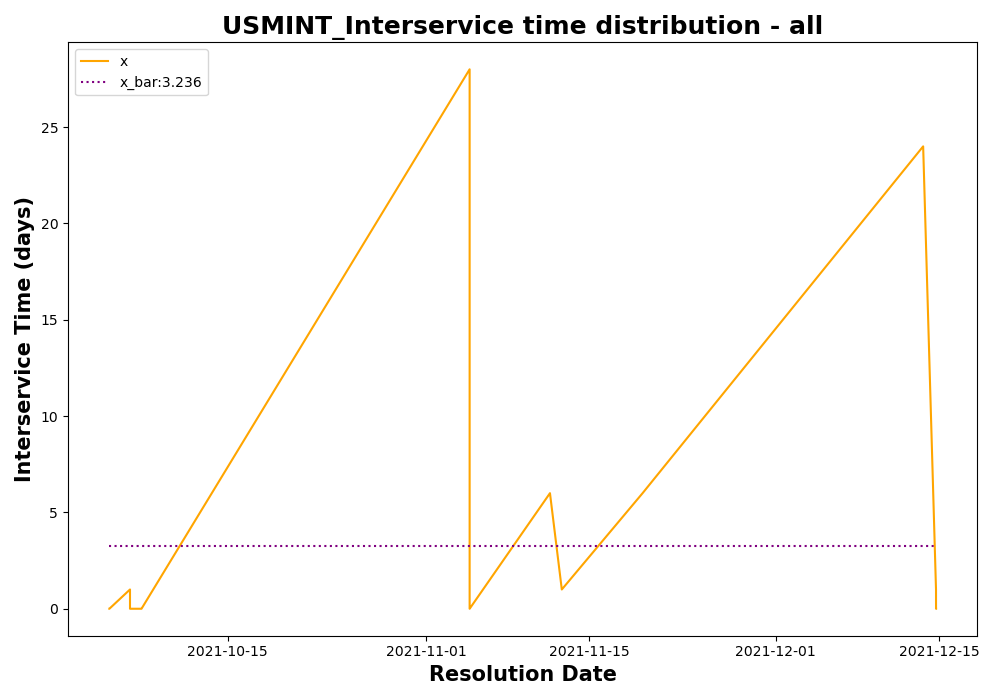 USMINT_Interservice time distribution - all
x
x_bar:3.236
Interservice Time (days)
25
20
15
10
5
0
2021-10-15
2021-11-01
2021-11-15
2021-12-01
2021-12-15
Resolution Date